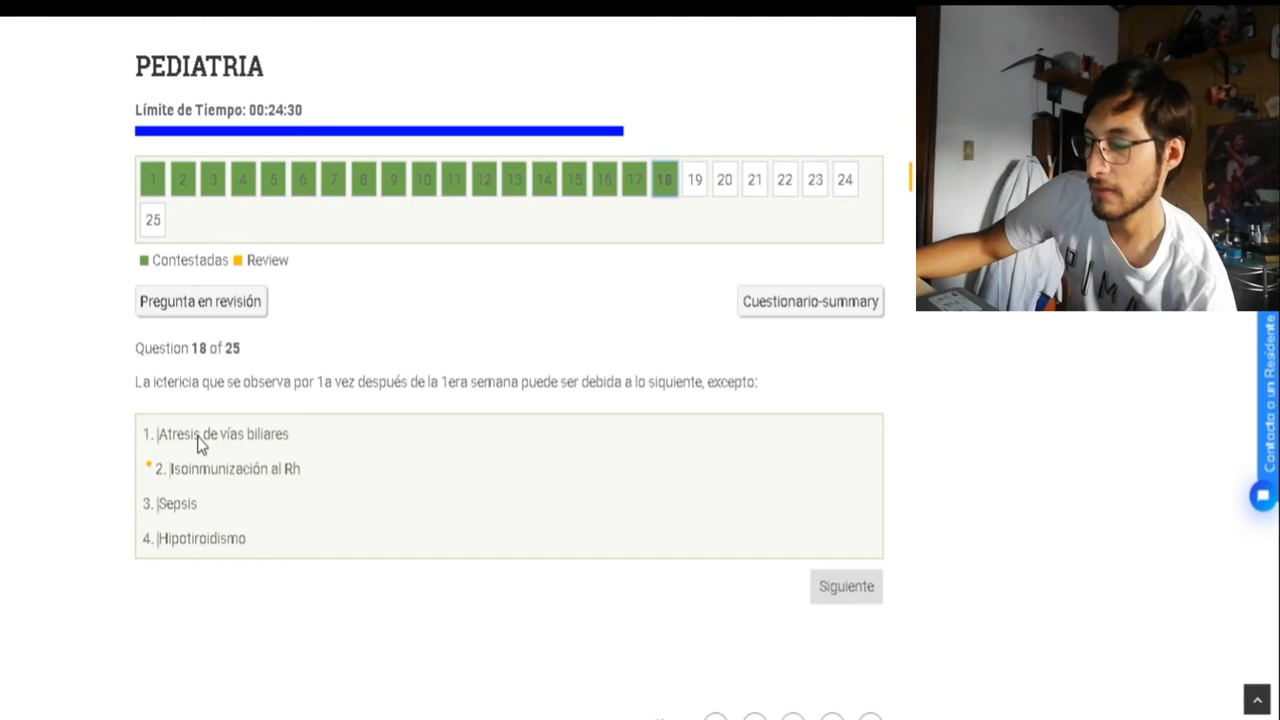 PEDIATRIA
Límite de Tiempo: 00:24:30
1 2 3 4 5 6 7 8 9 10 11 12 13 14 15 16 17 18 19 20 21 22 23 24
25
Contestadas Review
Pregunta en revisión
Cuestionario-summary
Question 18 of 25
La ictericia que se observa por 1a vez después de la 1era semana puede ser debida a lo siquiente, excepto:
1. Atresis de vías biliares
2. Isoinmunización al Rh
3. Sepsis
4. Hipotiroidismo
Siguiente
Contacta a un Residente